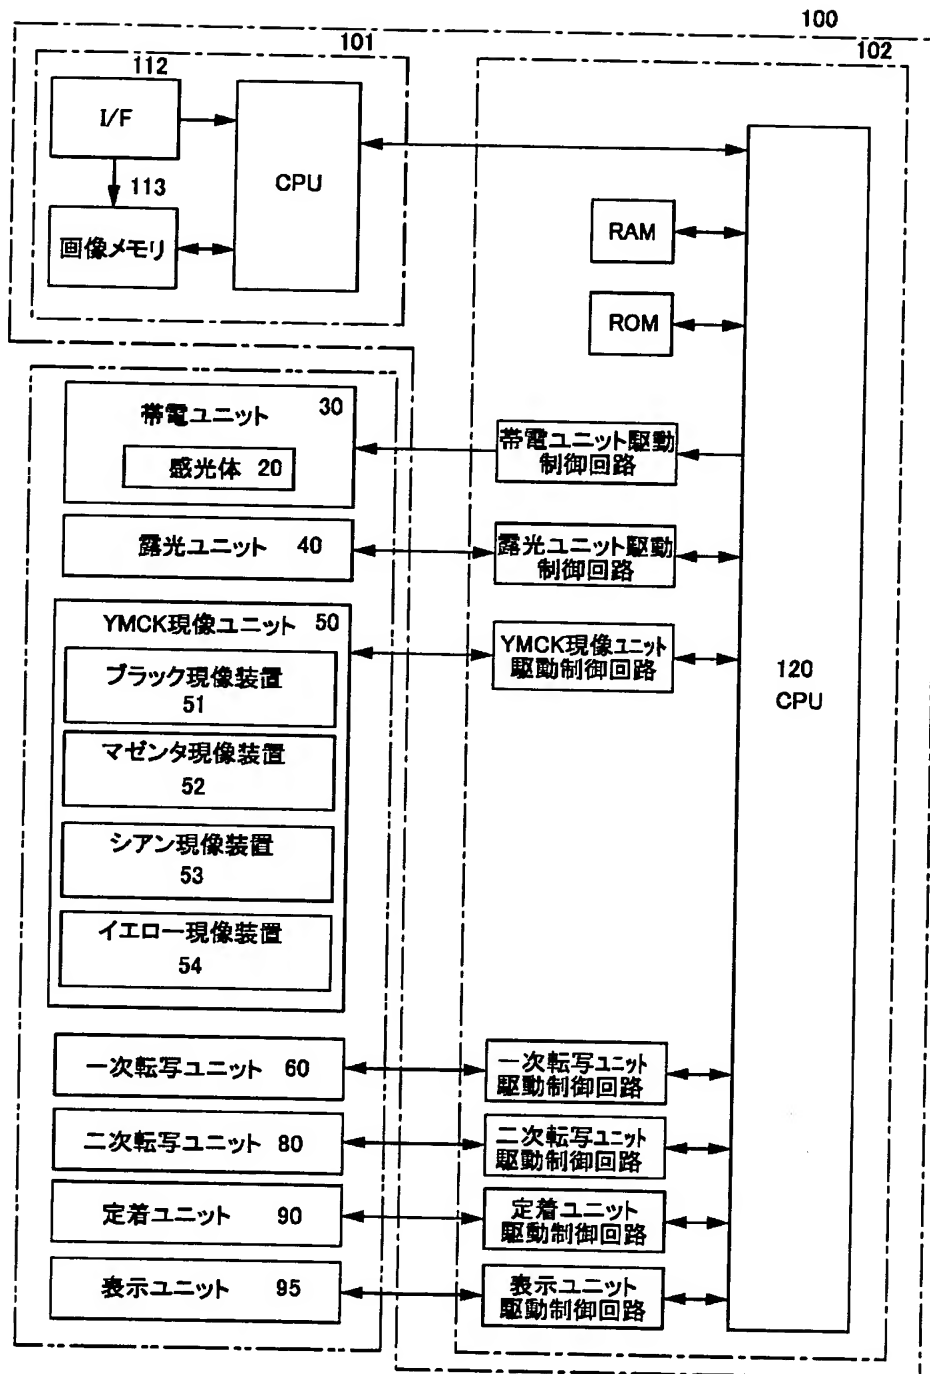 100
101
102
112
I/F
CPU
113
画像メモリ
RAM
ROM
帯電ユニット 30
感光体 20
帯電ユニット駆動
制御回路
露光ユニット 40
露光ユニット駆動
制御回路
YMCK現像ユニット 50
YMCK現像ユニット
駆動制御回路
ブラック現像装置
51
マゼンタ現像装置
52
シアン現像装置
53
イエロー現像装置
54
120
CPU
一次転写ユニット 60
一次転写ユニット
駆動制御回路
二次転写ユニット 80
二次転写ユニット
駆動制御回路
定着ユニット 90
定着ユニット
駆動制御回路
表示ユニット 95
表示ユニット
駆動制御回路